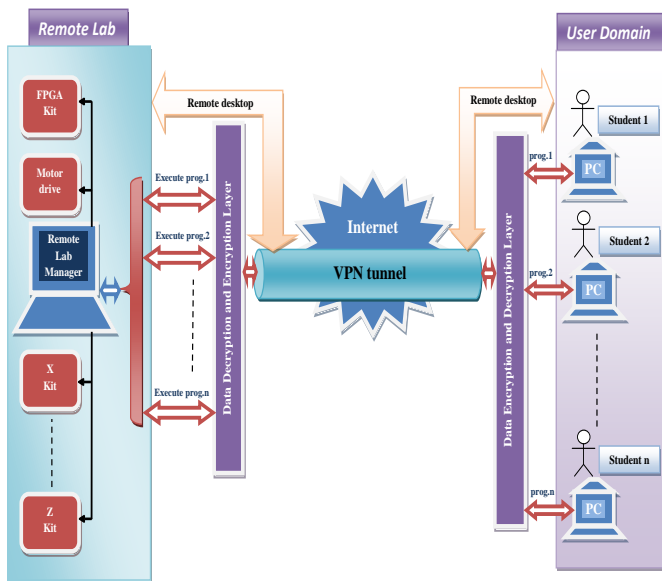 Remote Lab
User Domain
FPGA
Kit
Motor
drive
Remote
Lab
Manager
X
Kit
Z
Kit
Remote desktop
Execute prog.1
Execute prog.2
Execute prog.n
Data Decryption and Encryption Layer
Internet
VPN tunnel
Remote desktop
Data Encryption and Decryption Layer
prog.1
prog.2
prog.n
Student 1
PC
Student 2
PC
Student n
PC